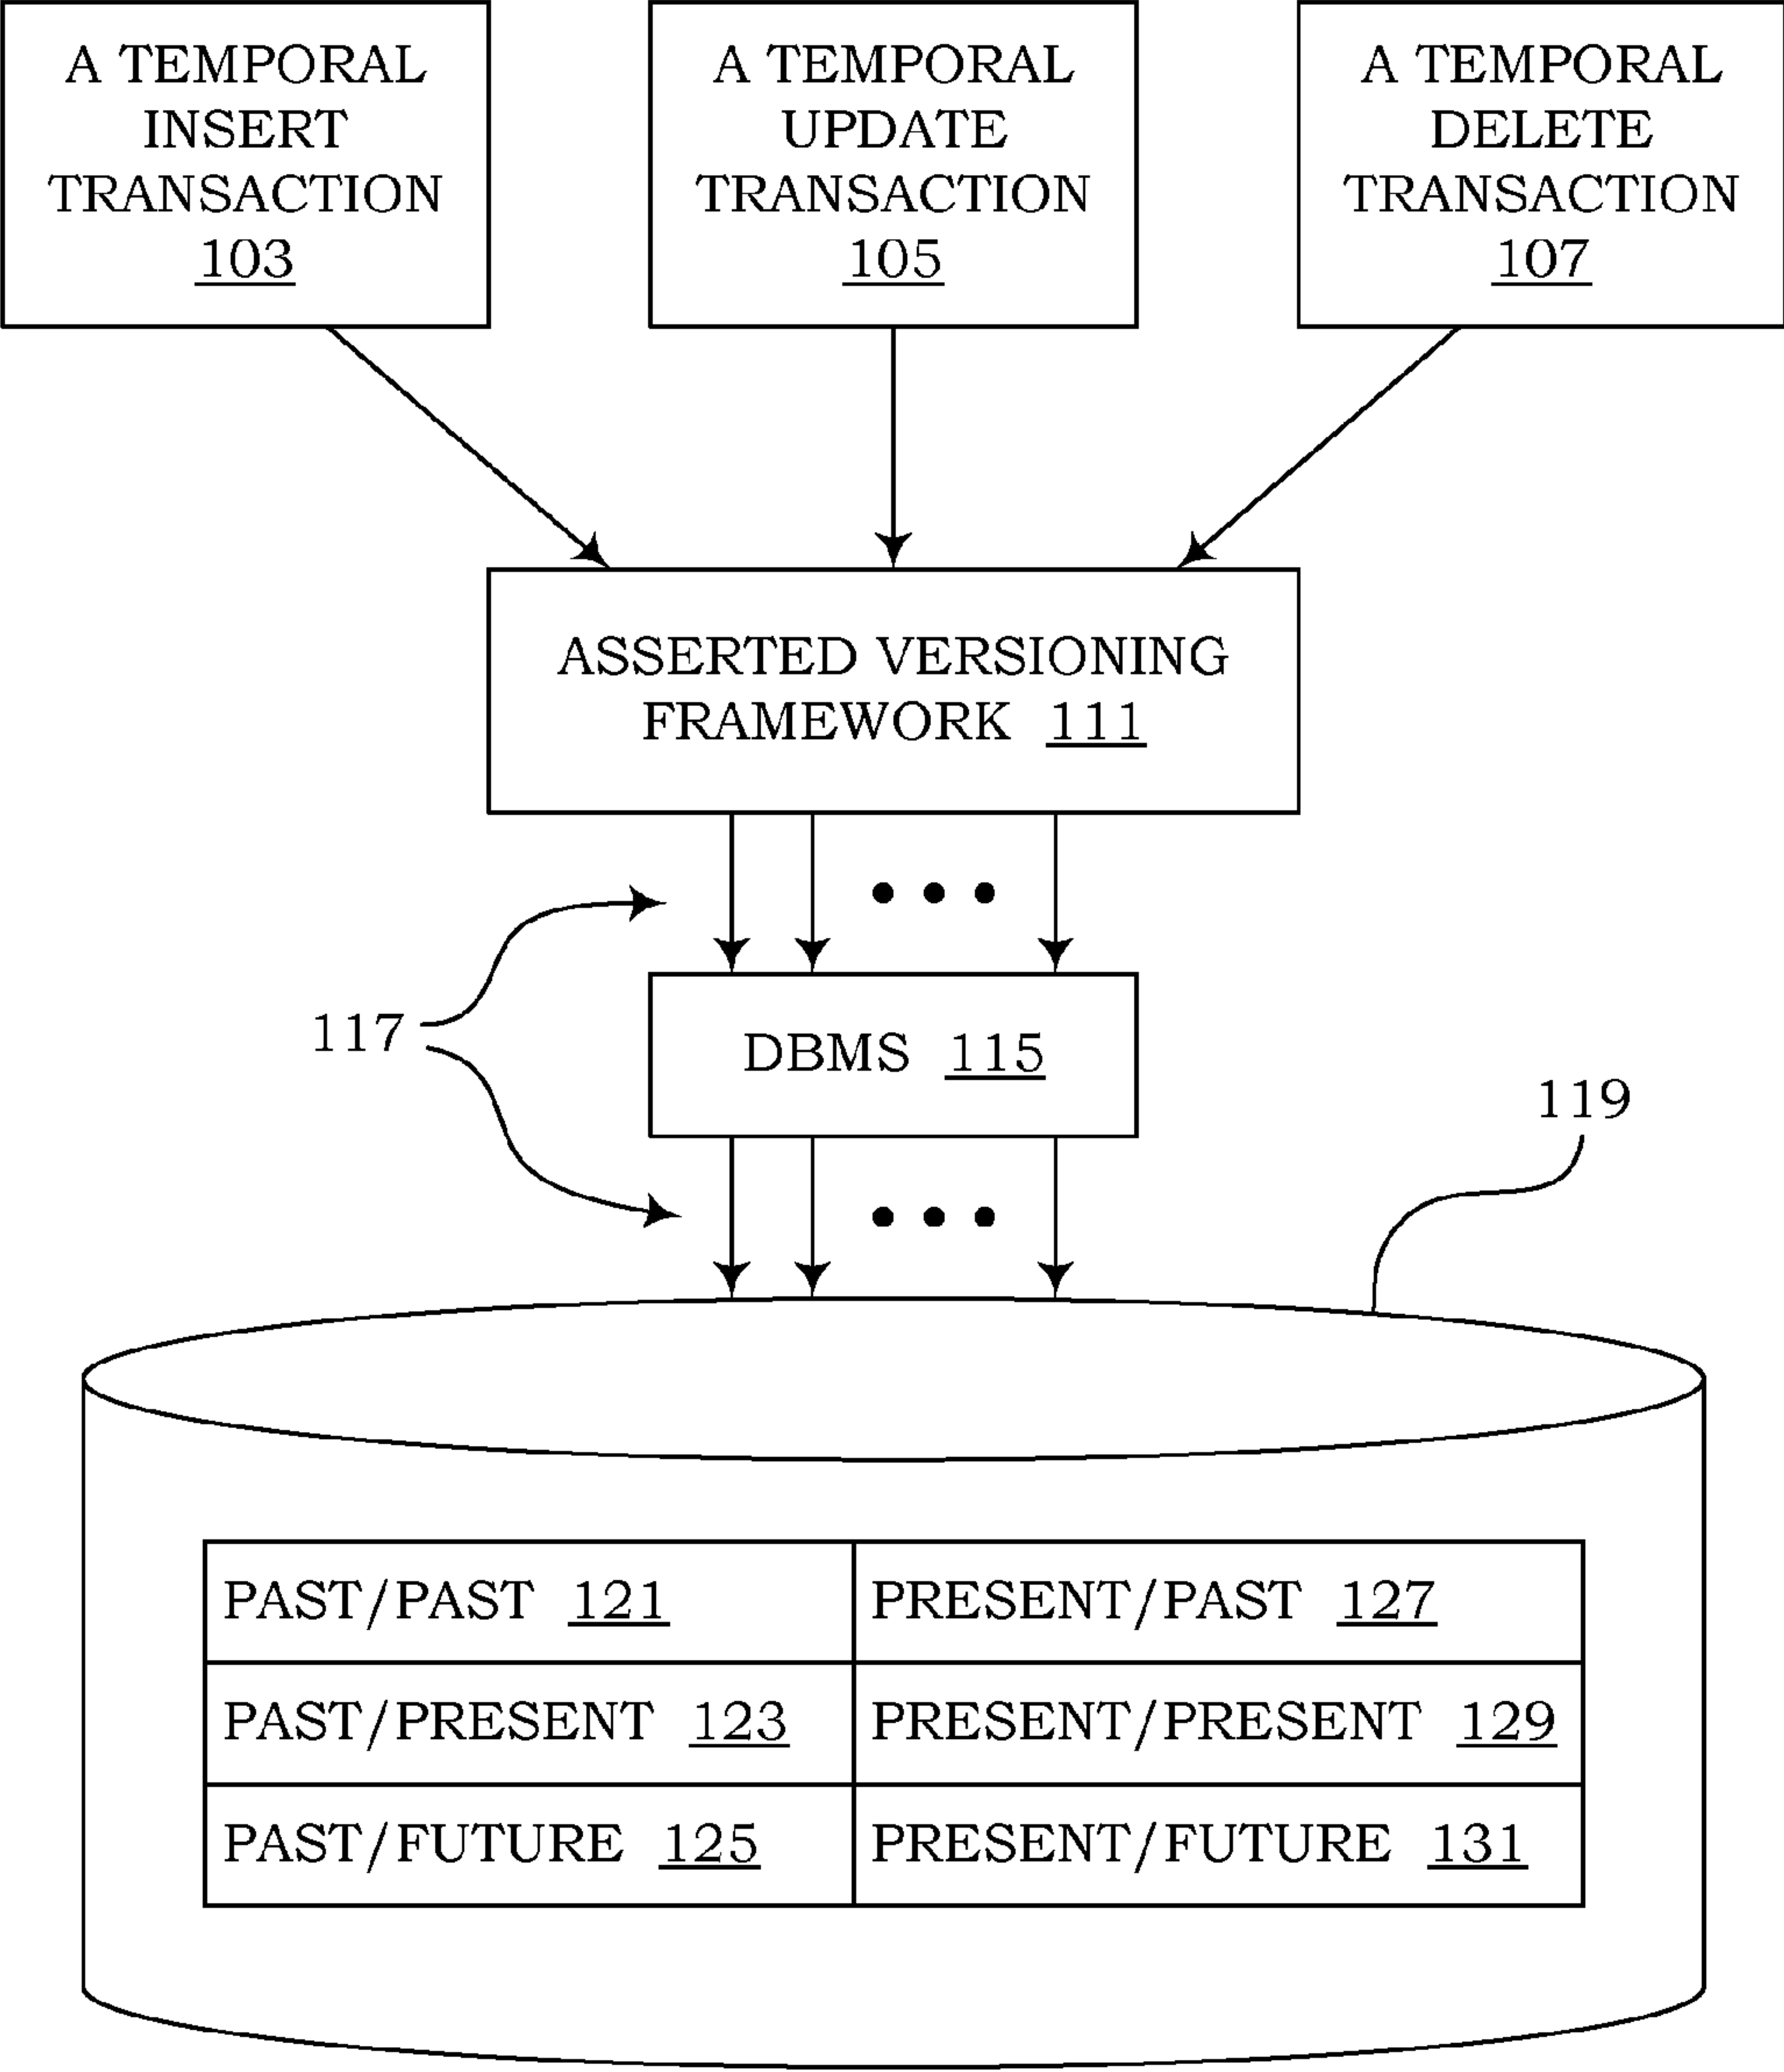 A TEMPORAL
INSERT
TRANSACTION
103
A TEMPORAL
UPDATE
TRANSACTION
105
A TEMPORAL
DELETE
TRANSACTION
107
ASSERTED VERSIONING
FRAMEWORK 111
117
DBMS 115
119
PAST/PAST 121
PRESENT/PAST 127
PAST/PRESENT 123
PRESENT/PRESENT 129
PAST/FUTURE 125
PRESENT/FUTURE 131